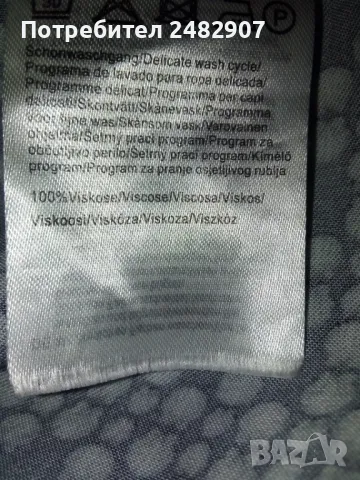 Потребител 2482907
30
P
Schonwaschgang/Delicate wash cycle/
Programa de lavado para ropa delicada/
Programme délicat/Programma per capi
delicati/Skontvätt/Skånevask/Programma
voor fijne was/Skånsom vask/Varovainen
ohjelma/Šetrný prací program/Program za
občutljivo perilo/Šetrný prací program/Kímélő
program/Program za pranje osjetljivog rublja
100%Viskose/Viscose/Viscosa/Viskos/
Viskoosi/Viskóza/Viskoza/Viszkóz
BAZAR